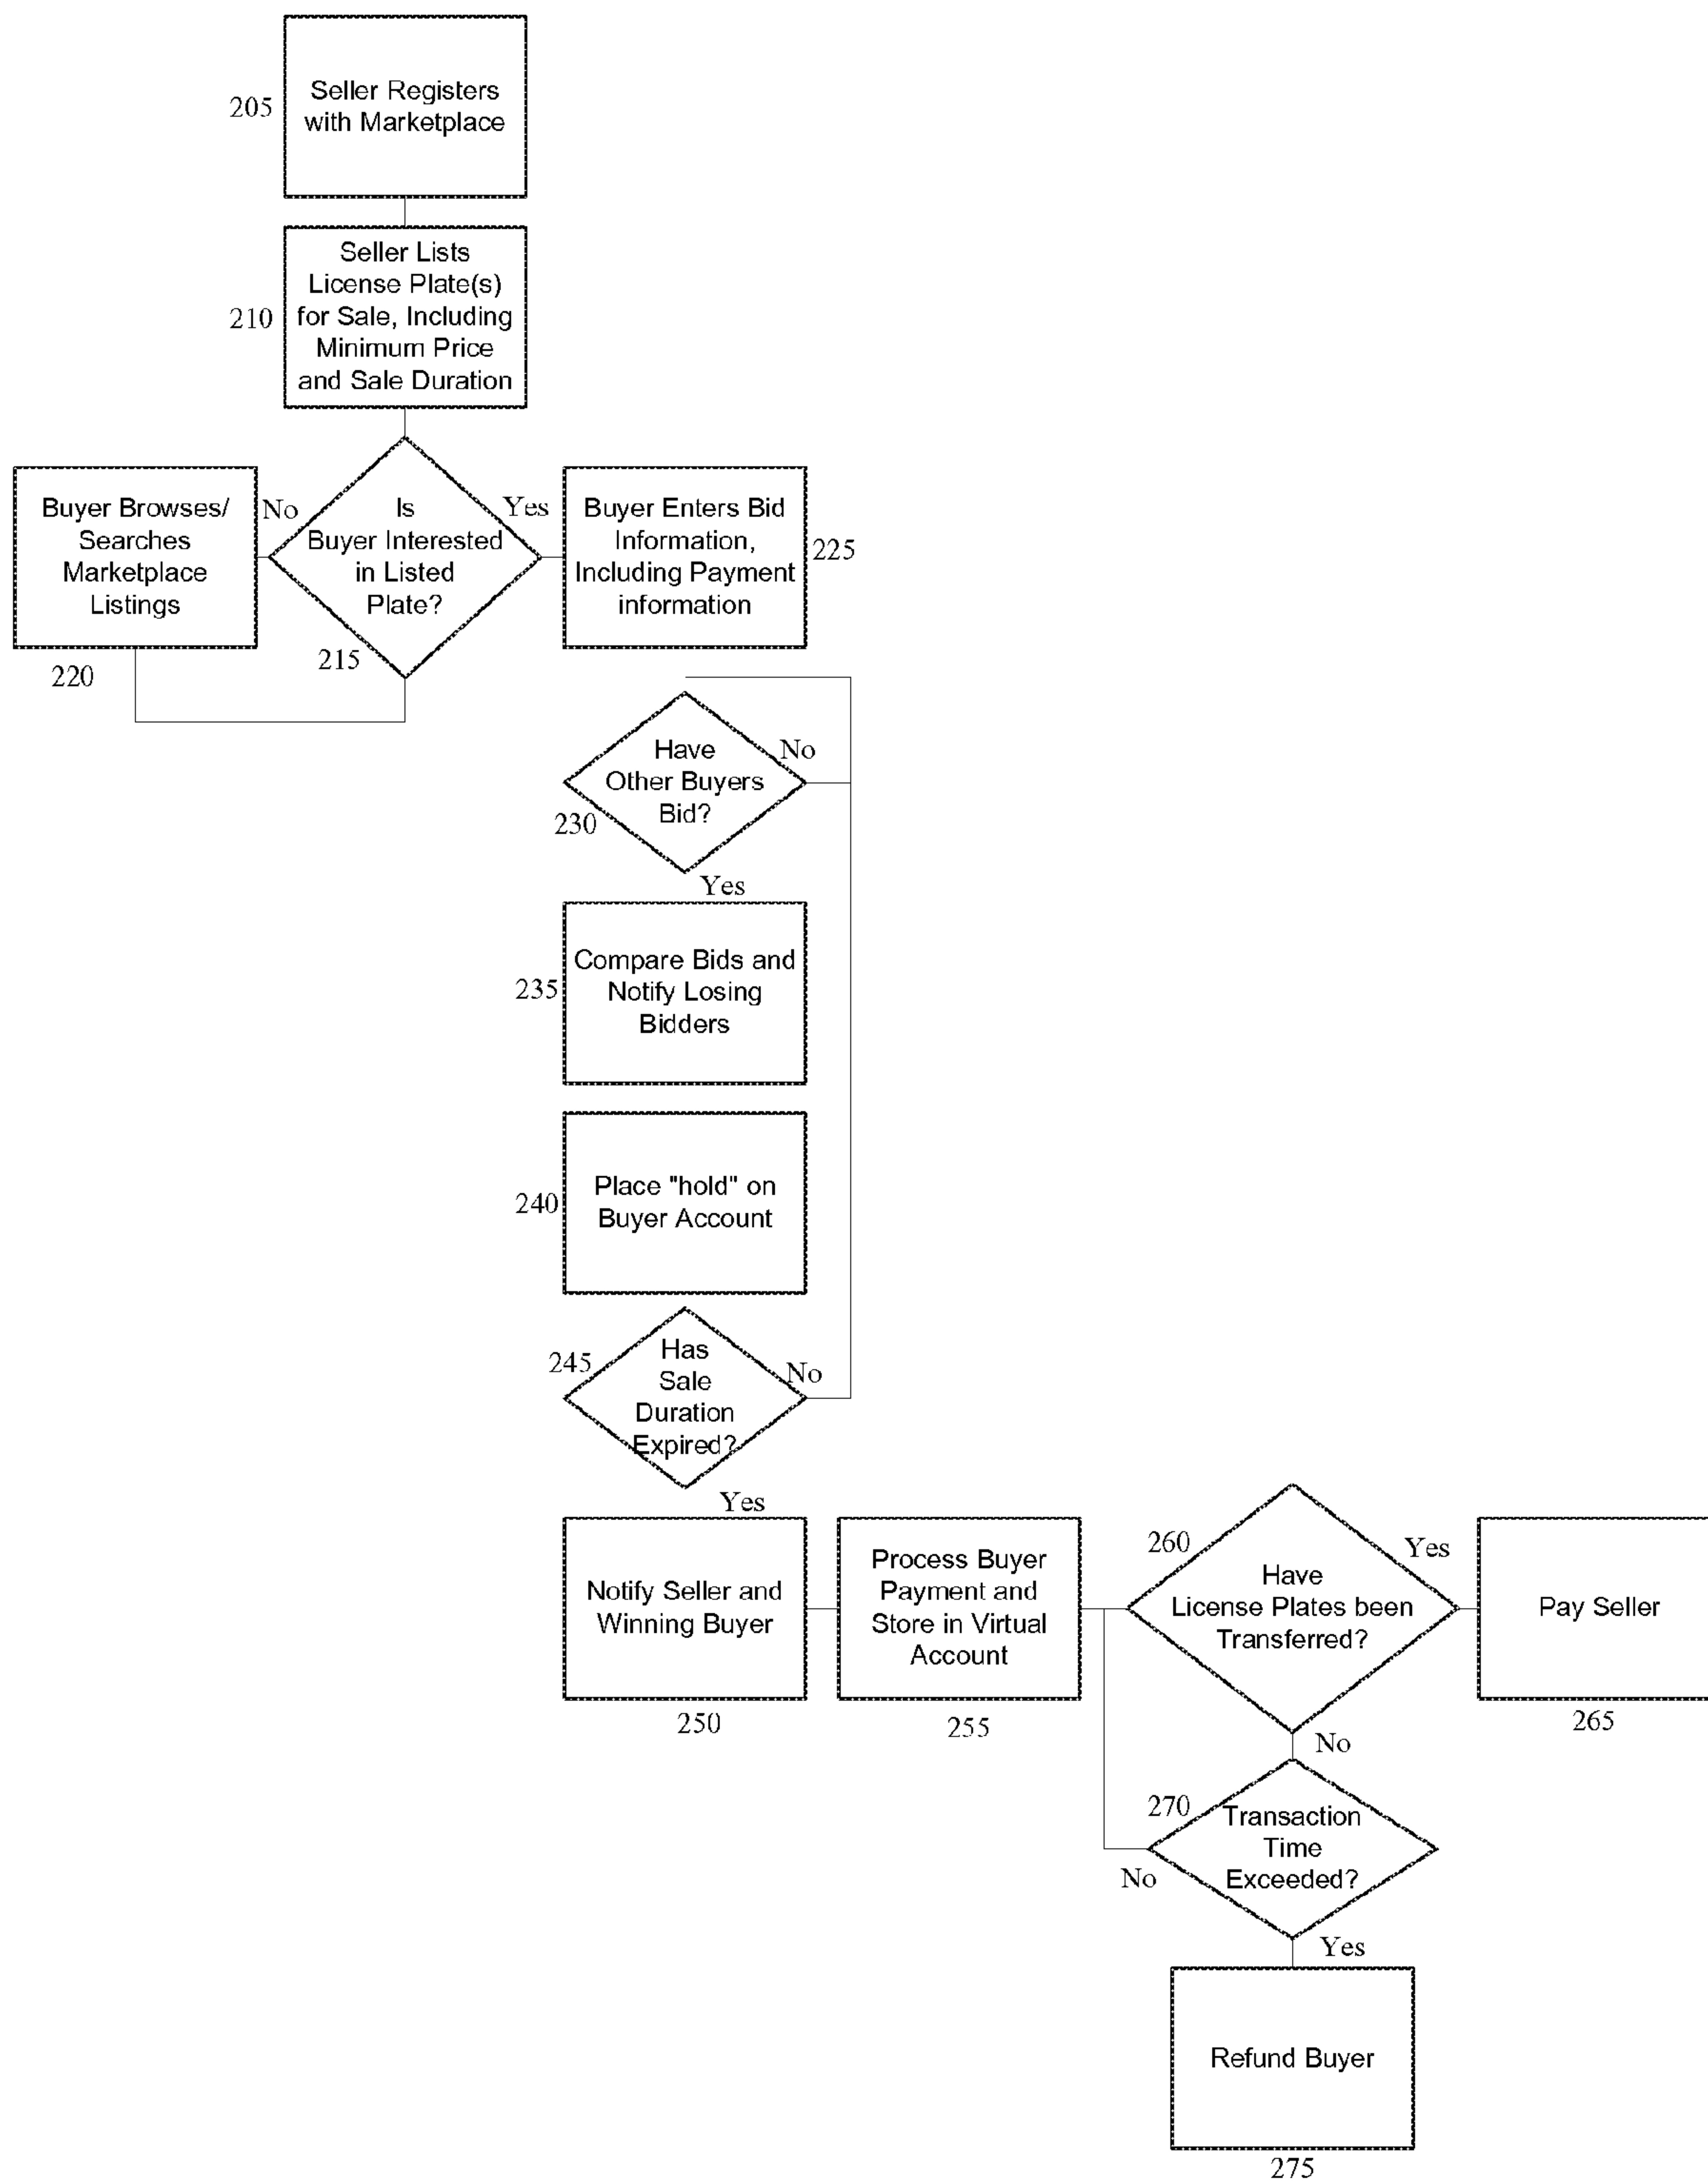 205
Seller Registers
with Marketplace
210
Seller Lists
License Plate(s)
for Sale, Including
Minimum Price
and Sale Duration
Buyer Browses/
Searches
Marketplace
Listings
220
No
Is
Buyer Interested
in Listed
Plate?
215
Yes
Buyer Enters Bid
Information,
Including Payment
information
225
Have
Other Buyers
Bid?
230
No
Yes
235
Compare Bids and
Notify Losing
Bidders
240
Place "hold" on
Buyer Account
245
Has
Sale
Duration
Expired?
No
Yes
Notify Seller and
Winning Buyer
250
Process Buyer
Payment and
Store in Virtual
Account
255
260
Have
License Plates been
Transferred?
Yes
Pay Seller
265
No
270
Transaction
Time
Exceeded?
No
Yes
Refund Buyer
275